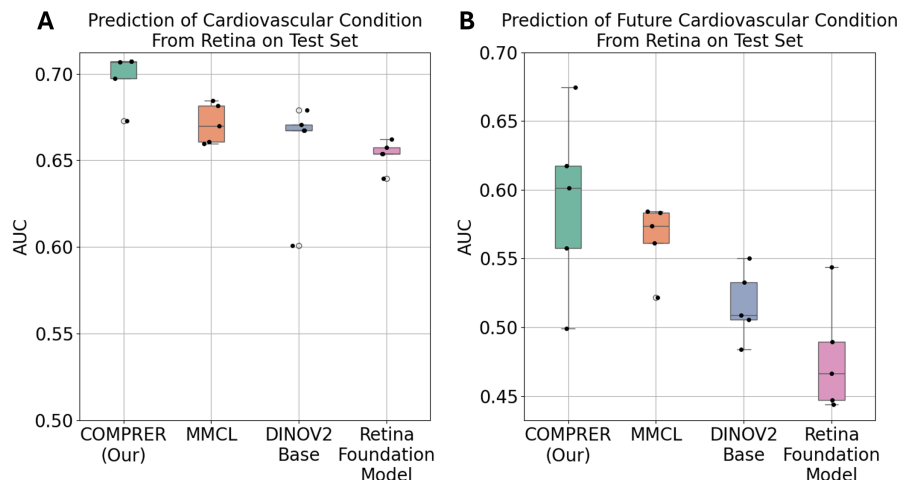 A
Prediction of Cardiovascular Condition
From Retina on Test Set
AUC
0.70
0.65
0.60
0.55
0.50
COMPRER
(Our)
MMCL
DINOV2
Base
Retina
Foundation
Model
B
Prediction of Future Cardiovascular Condition
From Retina on Test Set
AUC
0.70
0.65
0.60
0.55
0.50
0.45
COMPRER
(Our)
MMCL
DINOV2
Base
Retina
Foundation
Model